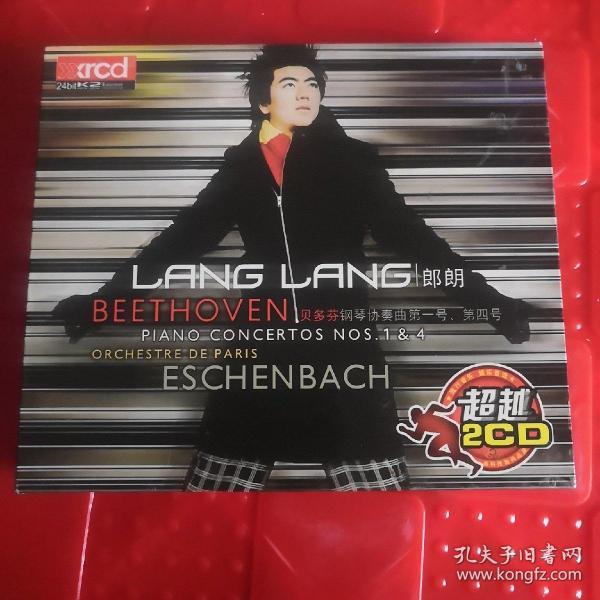 xrcd
24bit K2
LANG LANG 郎朗
BEETHOVEN 贝多芬钢琴协奏曲第一号、第四号
PIANO CONCERTOS NOS. 1 & 4
ORCHESTRE DE PARIS
ESCHENBACH
超越
2CD
孔夫子旧书网
www.kongfz.com